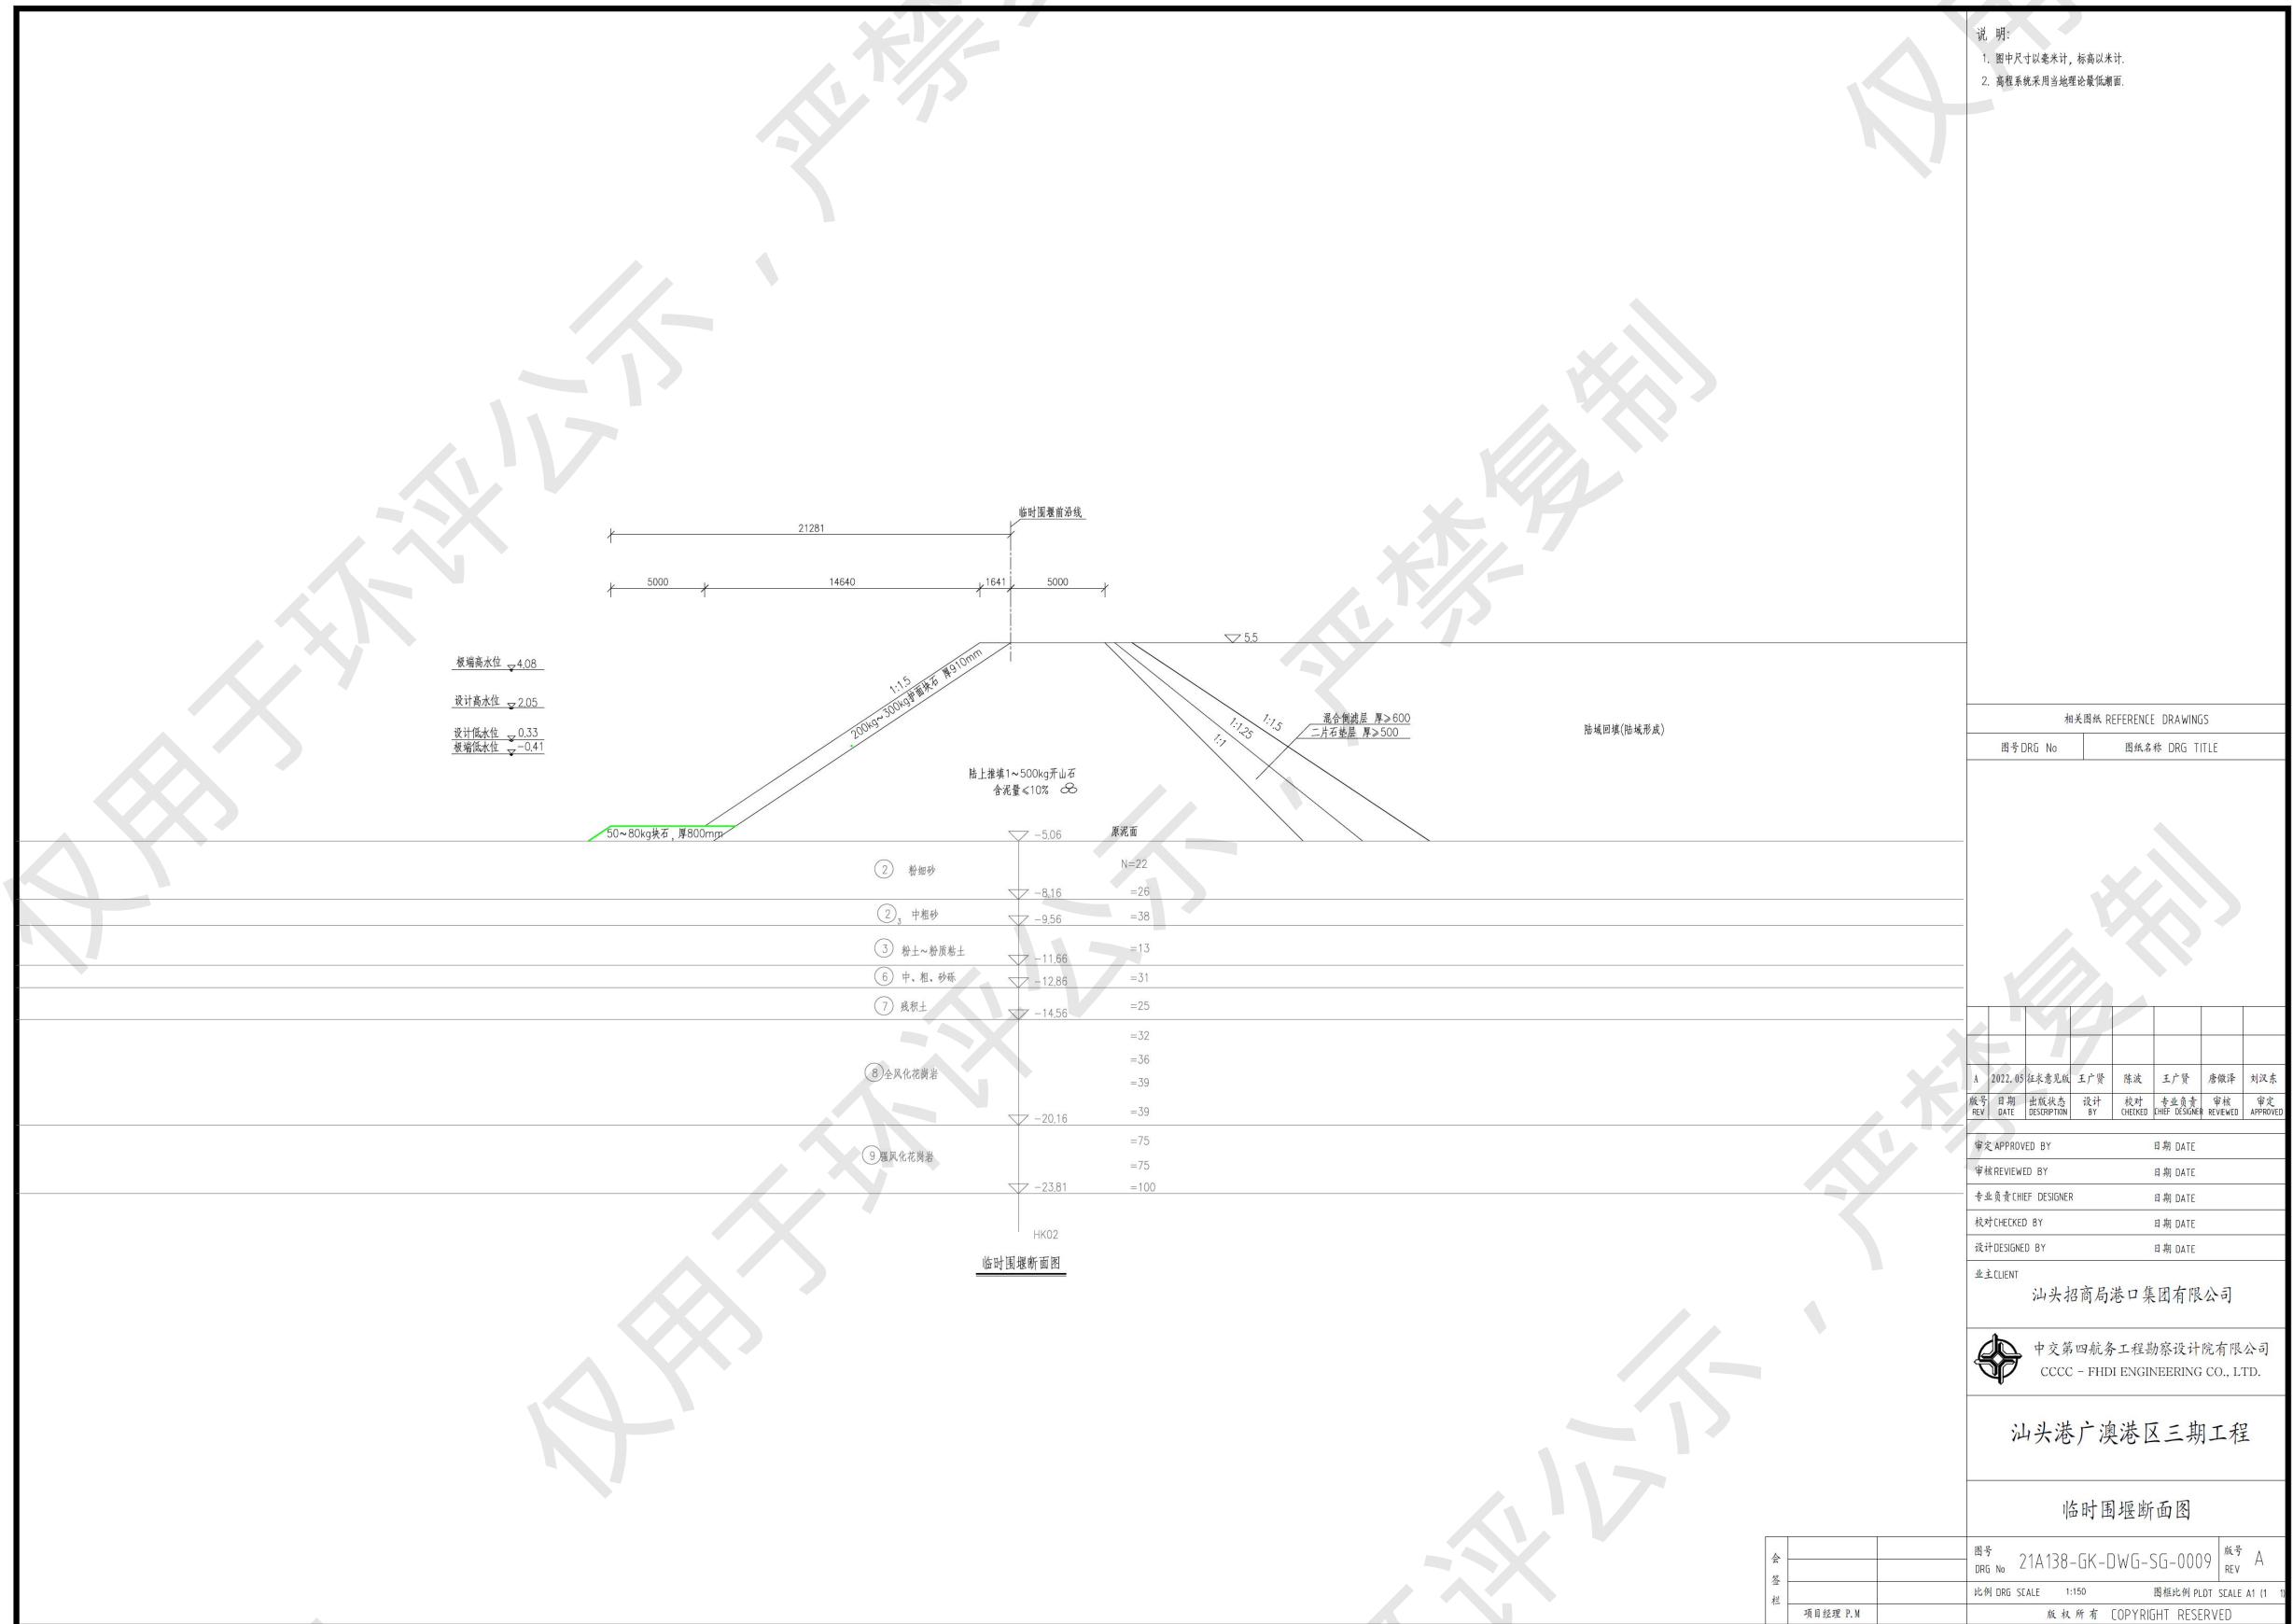 说 明:
1. 图中尺寸以毫米计，标高以米计.
2. 高程系统采用当地理论最低潮面.
临时围堰前沿线
21281
5000 14640 1641 5000
5.5
极端高水位 4.08
设计高水位 2.05
设计低水位 0.33
极端低水位 -0.41
1:1.5
200kg~300kg护面块石 厚910mm
1:1 1:1.25 1:1.5
混合倒滤层 厚≥600
二片石垫层 厚≥500
陆域回填(陆域形成)
陆上推填1~500kg开山石
含泥量≤10%
50~80kg块石，厚800mm
-5.06 原泥面
② 粉细砂 N=22
-8.16 =26
②3 中粗砂 -9.56 =38
③ 粉土~粉质粘土 =13
-11.66
⑥ 中、粗、砂砾 -12.86 =31
⑦ 残积土 -14.56 =25
=32
=36
⑧ 全风化花岗岩 =39
-20.16 =39
=75
⑨ 强风化花岗岩 =75
-23.81 =100
HK02
临时围堰断面图
相关图纸 REFERENCE DRAWINGS
图号 DRG No 图纸名称 DRG TITLE
A 2022.05 征求意见版 王广贤 陈波 王广贤 唐傲泽 刘汉东
版号 日期 出版状态 设计 校对 专业负责 审核 审定
REV DATE DESCRIPTION BY CHECKED CHIEF DESIGNER REVIEWED APPROVED
审定 APPROVED BY 日期 DATE
审核 REVIEWED BY 日期 DATE
专业负责 CHIEF DESIGNER 日期 DATE
校对 CHECKED BY 日期 DATE
设计 DESIGNED BY 日期 DATE
业主 CLIENT
汕头招商局港口集团有限公司
中交第四航务工程勘察设计院有限公司
CCCC - FHDI ENGINEERING CO., LTD.
汕头港广澳港区三期工程
临时围堰断面图
图号 DRG No 21A138-GK-DWG-SG-0009 版号 REV A
比例 DRG SCALE 1:150 图框比例 PLOT SCALE A1 (1 1
版权所有 COPYRIGHT RESERVED
会签栏
项目经理 P.M
仅用于环评公示，严禁复制
仅用于环评公示，严禁复制